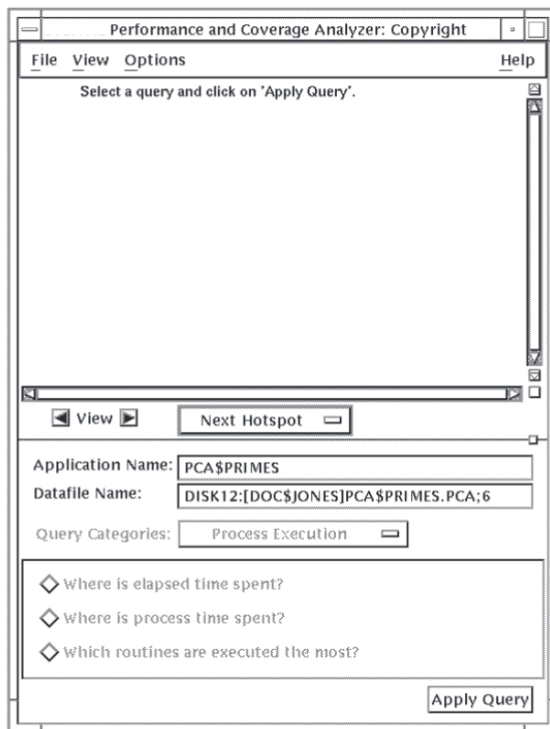 Performance and Coverage Analyzer: Copyright
File View Options Help
Select a query and click on 'Apply Query'.
View Next Hotspot
Application Name: PCA$PRIMES
Datafile Name: DISK12:[DOC$JONES]PCA$PRIMES.PCA;6
Query Categories: Process Execution
Where is elapsed time spent?
Where is process time spent?
Which routines are executed the most?
Apply Query